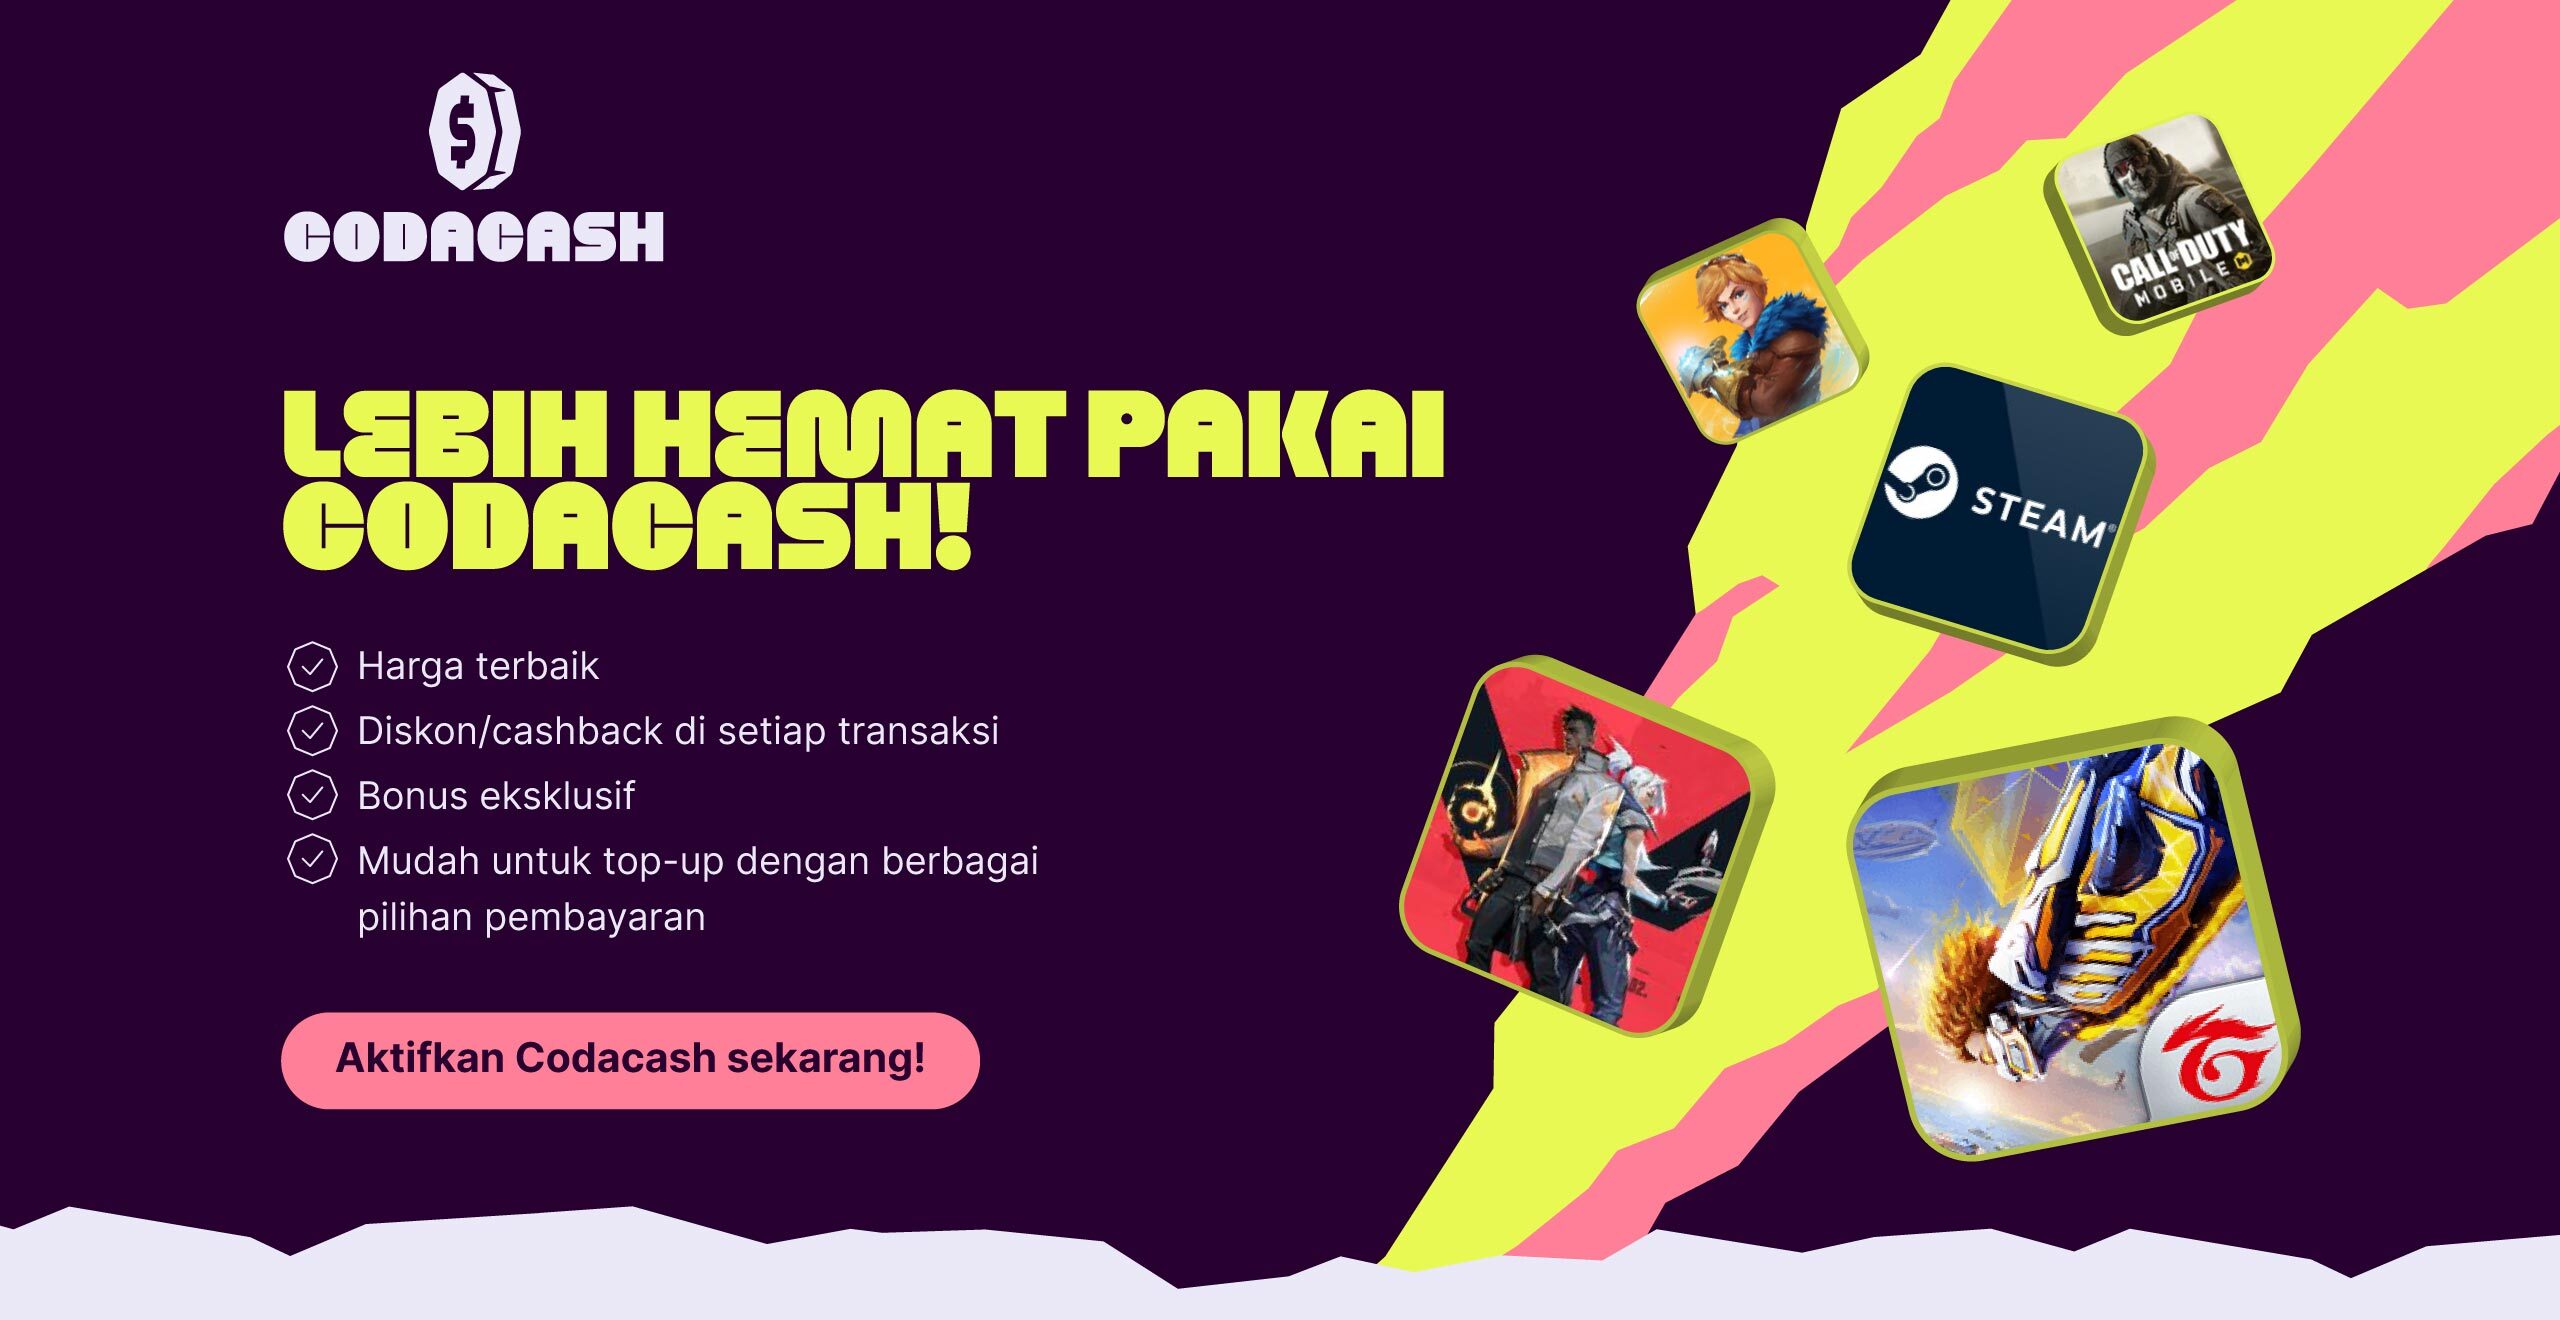 $
CODACASH
LEBIH HEMAT PAKAI
CODACASH!
Harga terbaik
Diskon/cashback di setiap transaksi
Bonus eksklusif
Mudah untuk top-up dengan berbagai
pilihan pembayaran
Aktifkan Codacash sekarang!
CALL OF DUTY
MOBILE
STEAM®